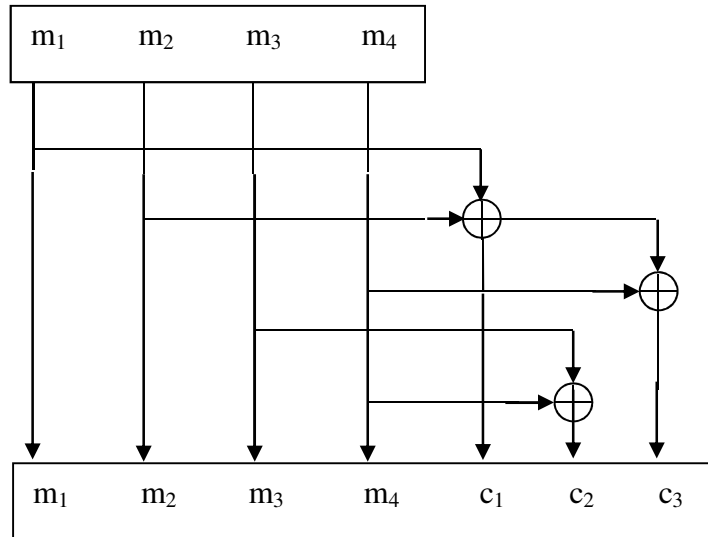 m₁ m₂ m₃ m₄
m₁ m₂ m₃ m₄ c₁ c₂ c₃